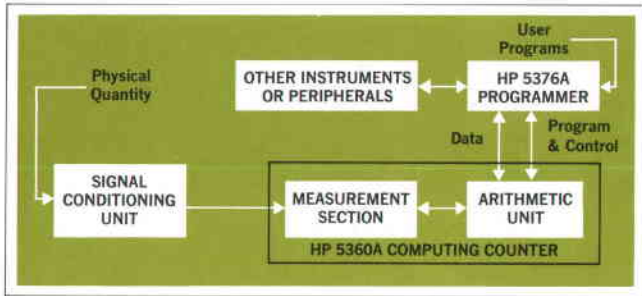 User
Programs
Physical
Quantity
OTHER INSTRUMENTS
OR PERIPHERALS
HP 5376A
PROGRAMMER
Data
Program
& Control
SIGNAL
CONDITIONING
UNIT
MEASUREMENT
SECTION
ARITHMETIC
UNIT
HP 5360A COMPUTING COUNTER